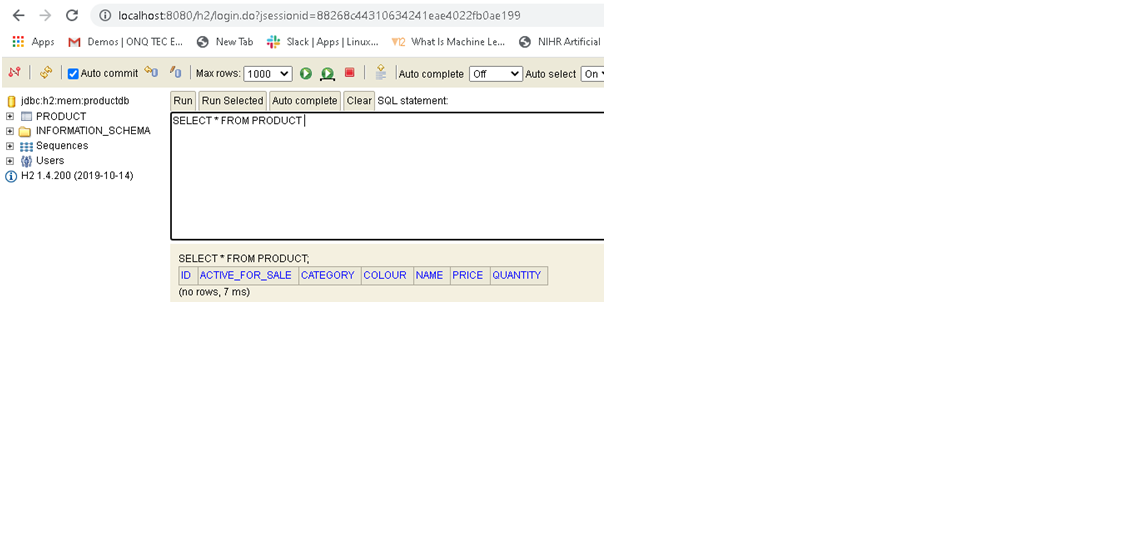 localhost:8080/h2/login.do?jsessionid=88268c44310634241eae4022fb0ae199
Apps Demos | ONQ TEC E... New Tab Slack | Apps | Linux... What Is Machine Le... NIHR Artificial
Auto commit Max rows: 1000 Auto complete Off Auto select On
jdbc:h2:mem:productdb
PRODUCT
INFORMATION_SCHEMA
Sequences
Users
H2 1.4.200 (2019-10-14)
Run Run Selected Auto complete Clear SQL statement:
SELECT * FROM PRODUCT
SELECT * FROM PRODUCT;
ID ACTIVE_FOR_SALE CATEGORY COLOUR NAME PRICE QUANTITY
(no rows, 7 ms)